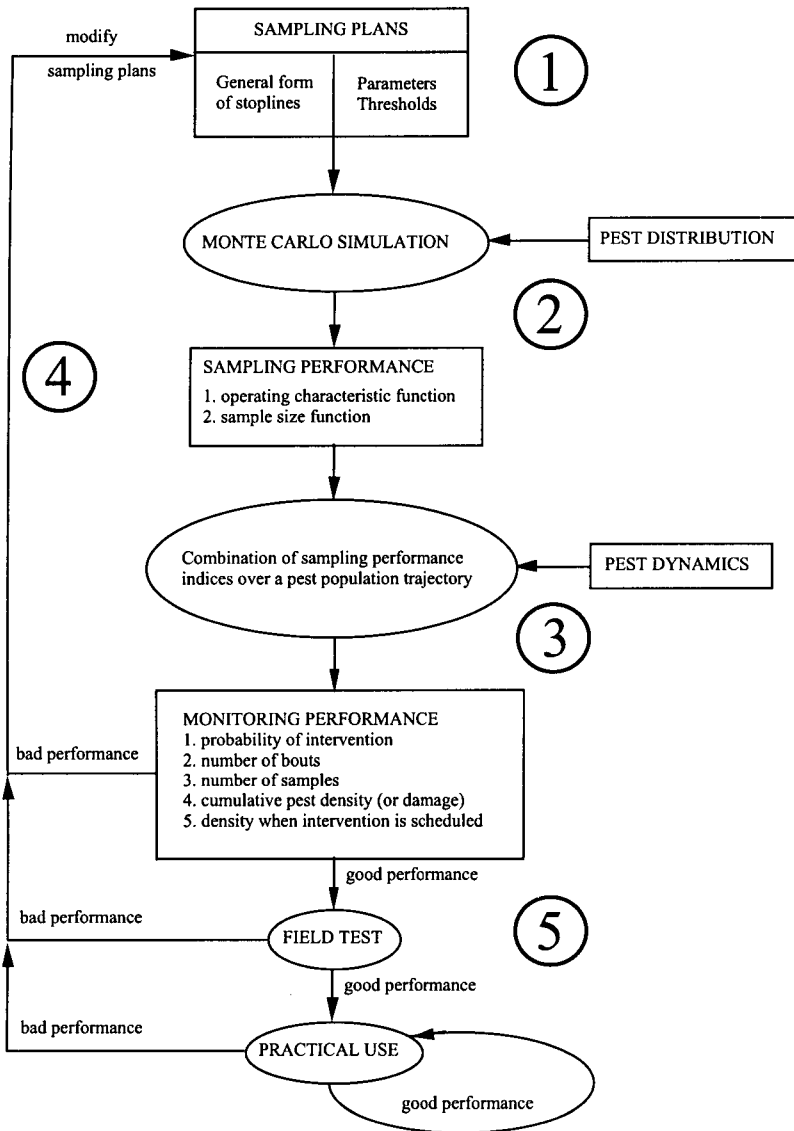 modify
sampling plans
SAMPLING PLANS
General form
of stoplines
Parameters
Thresholds
1
MONTE CARLO SIMULATION
PEST DISTRIBUTION
2
SAMPLING PERFORMANCE
1. operating characteristic function
2. sample size function
4
Combination of sampling performance
indices over a pest population trajectory
PEST DYNAMICS
3
MONITORING PERFORMANCE
1. probability of intervention
2. number of bouts
3. number of samples
4. cumulative pest density (or damage)
5. density when intervention is scheduled
bad performance
good performance
bad performance
FIELD TEST
5
good performance
bad performance
PRACTICAL USE
good performance